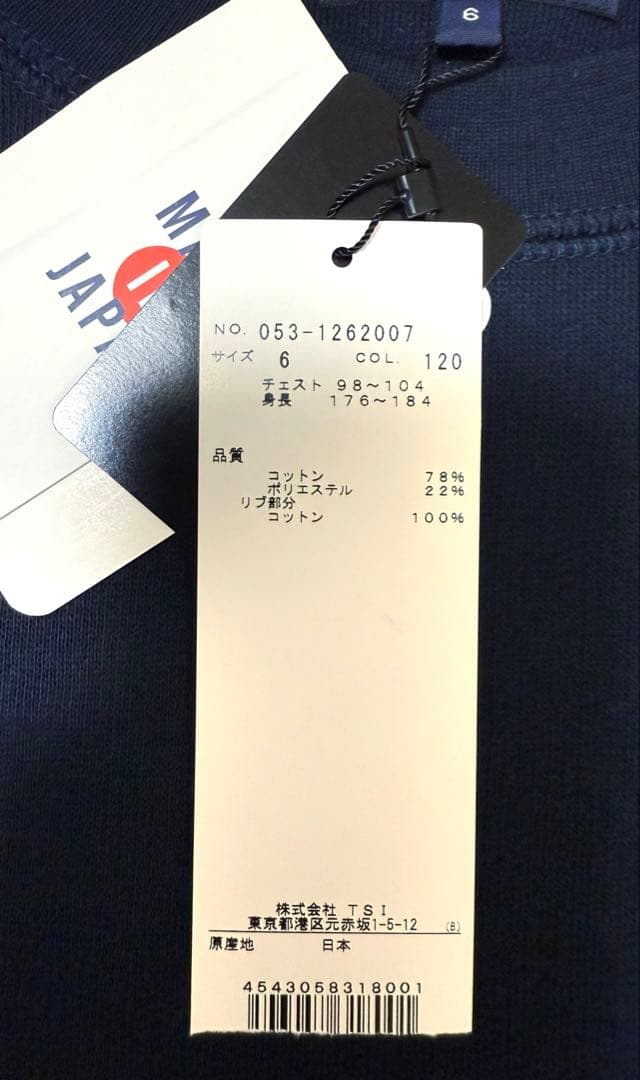 6
MA
JAPA
NO. 053-1262007
サイズ 6 COL. 120
チェスト 98～104
身長 176～184
品質
コットン 78%
ポリエステル 22%
リブ部分
コットン 100%
株式会社 TSI
東京都港区元赤坂1-5-12 (B)
原産地 日本
4543058318001